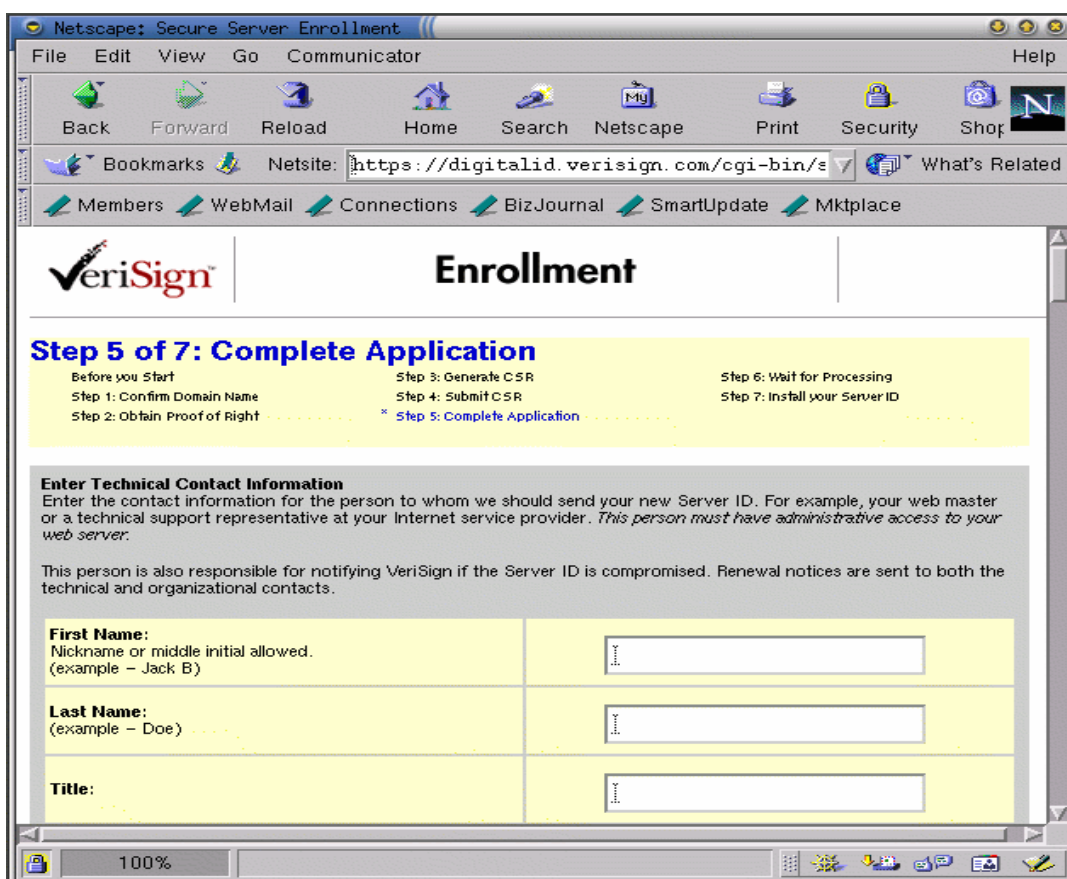 Netscape: Secure Server Enrollment
File Edit View Go Communicator Help
Back Forward Reload Home Search Netscape Print Security Shop
My
N
Bookmarks Netsite: https://digitalid.verisign.com/cgi-bin/s What's Related
Members WebMail Connections BizJournal SmartUpdate Mktplace
VeriSign™ Enrollment
Step 5 of 7: Complete Application
Before you Start
Step 1: Confirm Domain Name
Step 2: Obtain Proof of Right
Step 3: Generate CSR
Step 4: Submit CSR
* Step 5: Complete Application
Step 6: Wait for Processing
Step 7: Install your Server ID
Enter Technical Contact Information
Enter the contact information for the person to whom we should send your new Server ID. For example, your web master
or a technical support representative at your Internet service provider. This person must have administrative access to your
web server.
This person is also responsible for notifying VeriSign if the Server ID is compromised. Renewal notices are sent to both the
technical and organizational contacts.
First Name:
Nickname or middle initial allowed.
(example – Jack B)
Last Name:
(example – Doe)
Title:
100%